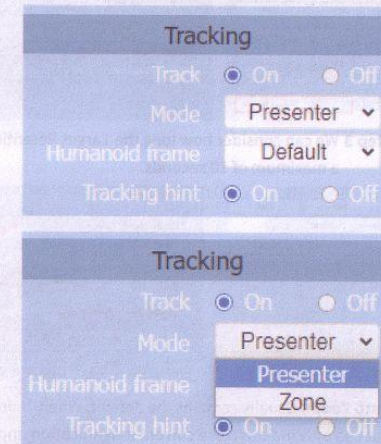 Tracking
Track On Off
Mode Presenter
Humanoid frame Default
Tracking hint On Off
Tracking
Track On Off
Mode Presenter
Presenter
Humanoid frame
Zone
Tracking hint On Off